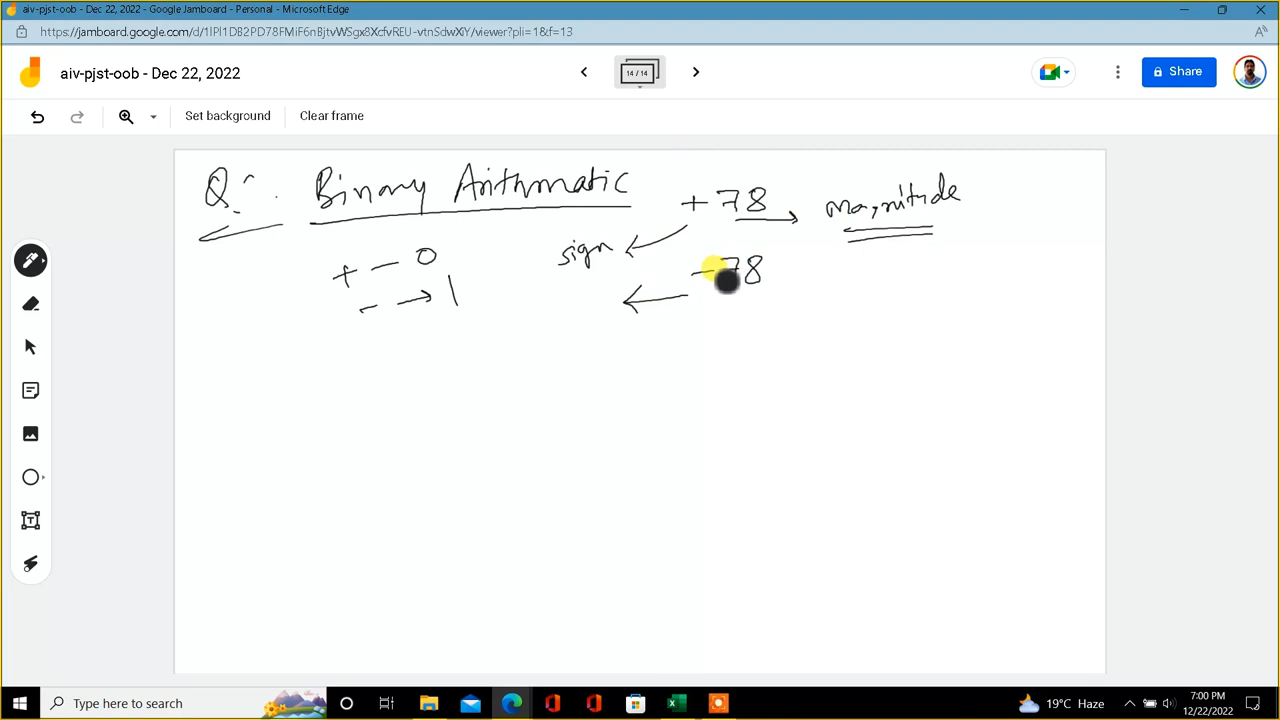 aiv-pjst-oob - Dec 22, 2022 - Google Jamboard - Personal - Microsoft Edge
https://jamboard.google.com/d/1lPl1DB2PD78FMiF6nBjtvWSgx8XcfvREU-vtnSdwXiY/viewer?pli=1&f=13
aiv-pjst-oob - Dec 22, 2022
14 / 14
Share
Set background
Clear frame
Q:- Binary Arithmatic
+78 → magnitude
sign ←
+ – 0
-78
- → 1
←
Type here to search
19°C Haze
7:00 PM
12/22/2022